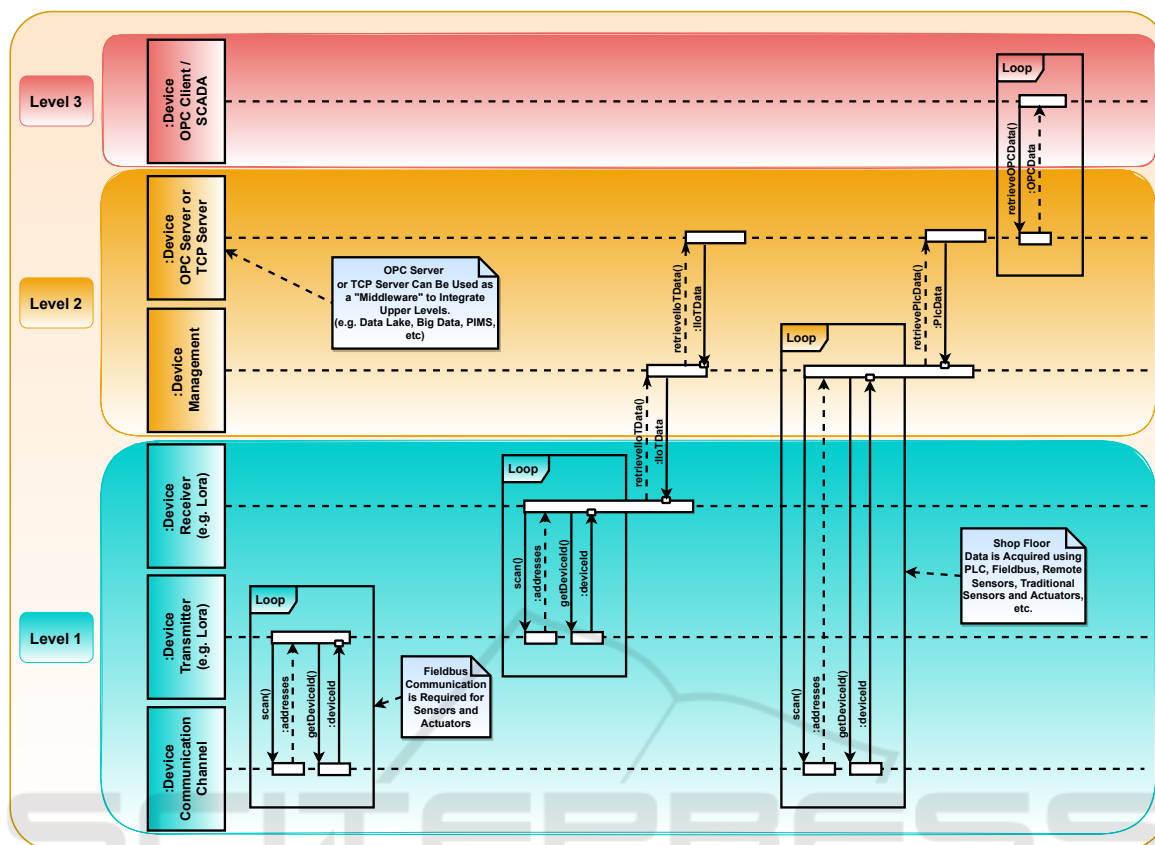 Level 3
:Device
OPC Client /
SCADA
Loop
retrieveOPCData()
:OPCData
Level 2
:Device
OPC Server or
TCP Server
OPC Server
or TCP Server Can Be Used as
a "Middleware" to Integrate
Upper Levels.
(e.g. Data Lake, Big Data, PIMS,
etc)
retrieveIIoTData()
:IIoTData
retrievePlcData()
:PlcData
:Device
Management
Loop
Level 1
:Device
Receiver
(e.g. Lora)
retrieveIIoTData()
:IIoTData
Loop
scan()
:addresses
getDeviceId()
:deviceId
Shop Floor
Data is Acquired using
PLC, Fieldbus, Remote
Sensors, Traditional
Sensors and Actuators,
etc.
:Device
Transmitter
(e.g. Lora)
Loop
scan()
:addresses
getDeviceId()
:deviceId
Fieldbus
Communication
is Required for
Sensors and
Actuators
scan()
:addresses
getDeviceId()
:deviceId
:Device
Communication
Channel
SCITEPRESS